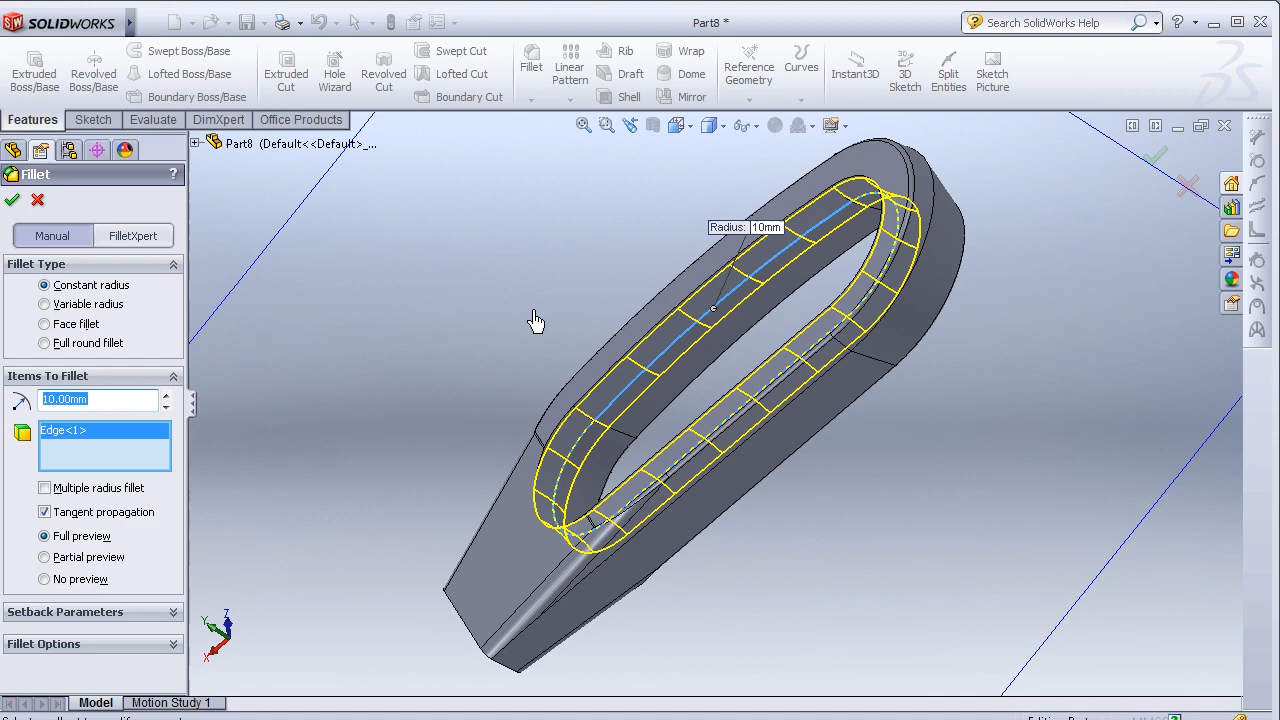 SOLIDWORKS
Part8 *
Search SolidWorks Help
?
Extruded Boss/Base
Revolved Boss/Base
Swept Boss/Base
Lofted Boss/Base
Boundary Boss/Base
Extruded Cut
Hole Wizard
Revolved Cut
Swept Cut
Lofted Cut
Boundary Cut
Fillet
Linear Pattern
Rib
Draft
Shell
Wrap
Dome
Mirror
Reference Geometry
Curves
Instant3D
3D Sketch
Split Entities
Sketch Picture
Features
Sketch
Evaluate
DimXpert
Office Products
Part8 (Default<<Default>_...
Fillet
?
Manual
FilletXpert
Fillet Type
Constant radius
Variable radius
Face fillet
Full round fillet
Items To Fillet
10.00mm
Edge<1>
Multiple radius fillet
Tangent propagation
Full preview
Partial preview
No preview
Setback Parameters
Fillet Options
Radius: 10mm
Z
Y
X
Model
Motion Study 1